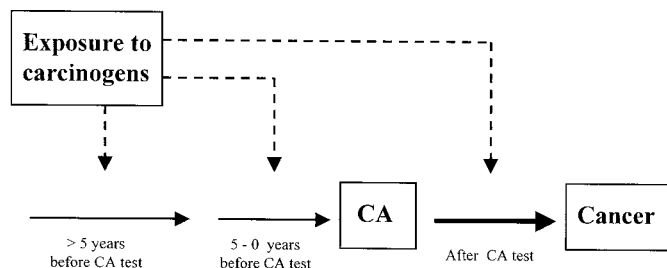 Exposure to
carcinogens
CA
Cancer
> 5 years
before CA test
5 - 0 years
before CA test
After CA test